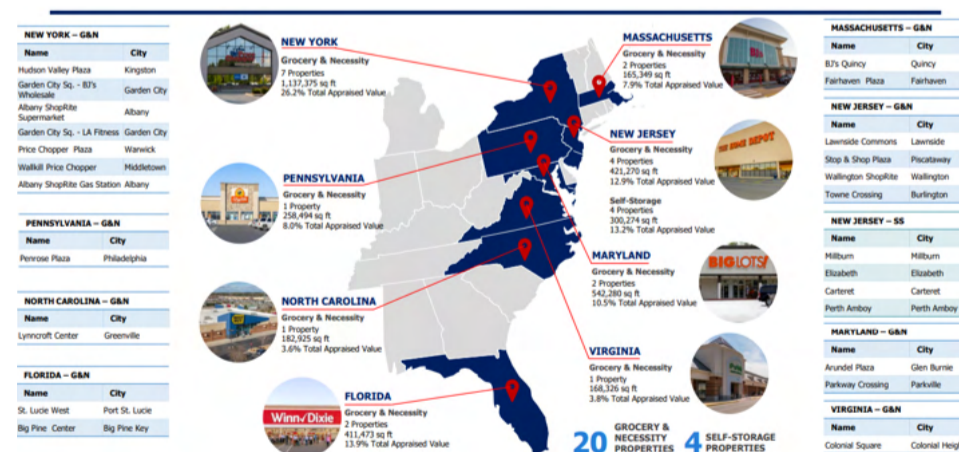 NEW YORK – G&N
Name City
Hudson Valley Plaza Kingston
Garden City Sq. - BJ's
Wholesale Garden City
Albany ShopRite
Supermarket Albany
Garden City Sq. - LA Fitness Garden City
Price Chopper Plaza Warwick
Wallkill Price Chopper Middletown
Albany ShopRite Gas Station Albany
PENNSYLVANIA – G&N
Name City
Penrose Plaza Philadelphia
NORTH CAROLINA – G&N
Name City
Lynncroft Center Greenville
FLORIDA – G&N
Name City
St. Lucie West Port St. Lucie
Big Pine Center Big Pine Key
NEW YORK
Grocery & Necessity
7 Properties
1,137,375 sq ft
26.2% Total Appraised Value
PENNSYLVANIA
Grocery & Necessity
1 Property
258,494 sq ft
8.0% Total Appraised Value
NORTH CAROLINA
Grocery & Necessity
1 Property
182,925 sq ft
3.6% Total Appraised Value
Winn Dixie
FLORIDA
Grocery & Necessity
2 Properties
411,473 sq ft
13.9% Total Appraised Value
MASSACHUSETTS
Grocery & Necessity
2 Properties
165,349 sq ft
7.9% Total Appraised Value
NEW JERSEY
Grocery & Necessity
4 Properties
421,270 sq ft
12.9% Total Appraised Value
Self-Storage
4 Properties
300,274 sq ft
13.2% Total Appraised Value
THE HOME DEPOT
MARYLAND
Grocery & Necessity
2 Properties
542,280 sq ft
10.5% Total Appraised Value
BIG LOTS!
VIRGINIA
Grocery & Necessity
1 Property
168,326 sq ft
3.8% Total Appraised Value
20 GROCERY &
NECESSITY
PROPERTIES
4 SELF-STORAGE
PROPERTIES
MASSACHUSETTS – G&N
Name City
BJ's Quincy Quincy
Fairhaven Plaza Fairhaven
NEW JERSEY – G&N
Name City
Lawnside Commons Lawnside
Stop & Shop Plaza Piscataway
Wallington ShopRite Wallington
Towne Crossing Burlington
NEW JERSEY – SS
Name City
Millburn Millburn
Elizabeth Elizabeth
Carteret Carteret
Perth Amboy Perth Amboy
MARYLAND – G&N
Name City
Arundel Plaza Glen Burnie
Parkway Crossing Parkville
VIRGINIA – G&N
Name City
Colonial Square Colonial Heigh